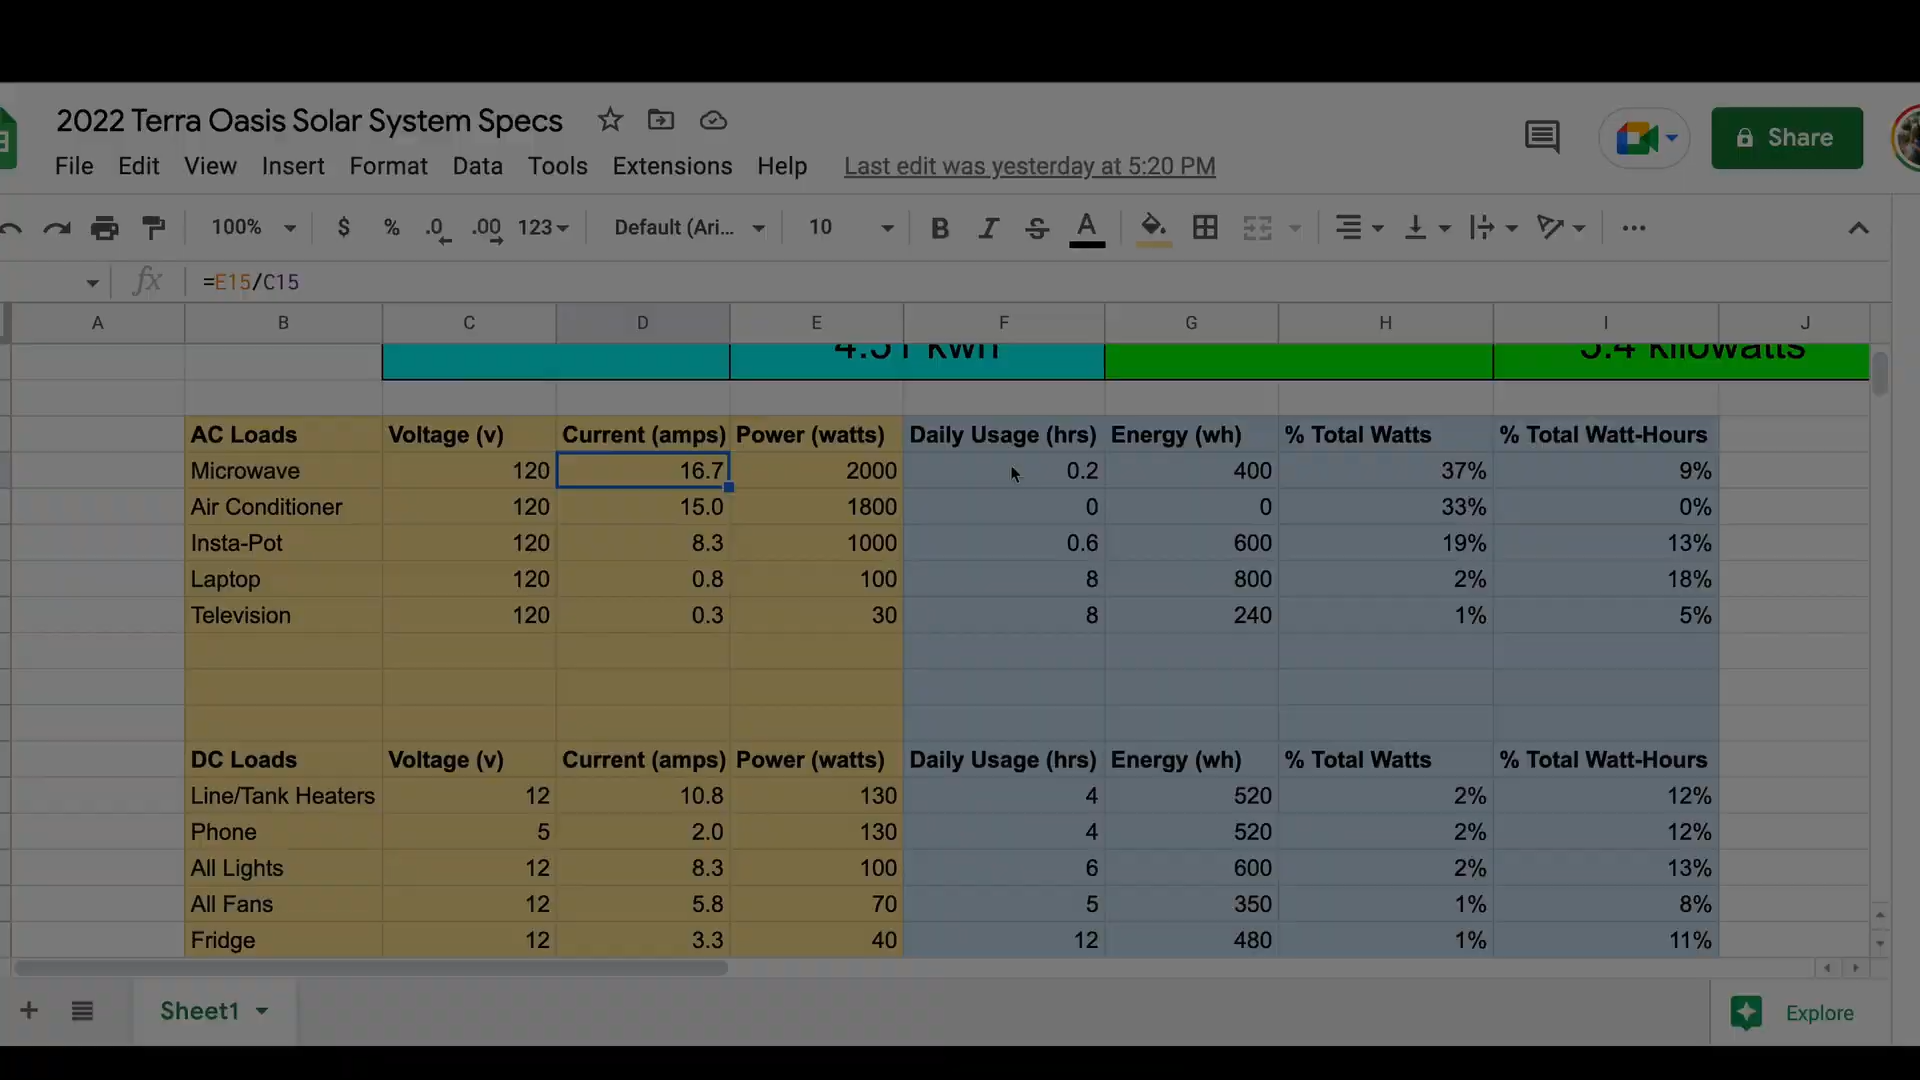 2022 Terra Oasis Solar System Specs
File Edit View Insert Format Data Tools Extensions Help Last edit was yesterday at 5:20 PM
Share
100% $ % .0 .00 123 Default (Ari... 10 B I S A
fx =E15/C15
A B C D E F G H I J
4.51 kwh 5.4 kilowatts
AC Loads Voltage (v) Current (amps) Power (watts) Daily Usage (hrs) Energy (wh) % Total Watts % Total Watt-Hours
Microwave 120 16.7 2000 0.2 400 37% 9%
Air Conditioner 120 15.0 1800 0 0 33% 0%
Insta-Pot 120 8.3 1000 0.6 600 19% 13%
Laptop 120 0.8 100 8 800 2% 18%
Television 120 0.3 30 8 240 1% 5%
DC Loads Voltage (v) Current (amps) Power (watts) Daily Usage (hrs) Energy (wh) % Total Watts % Total Watt-Hours
Line/Tank Heaters 12 10.8 130 4 520 2% 12%
Phone 5 2.0 130 4 520 2% 12%
All Lights 12 8.3 100 6 600 2% 13%
All Fans 12 5.8 70 5 350 1% 8%
Fridge 12 3.3 40 12 480 1% 11%
Sheet1
Explore